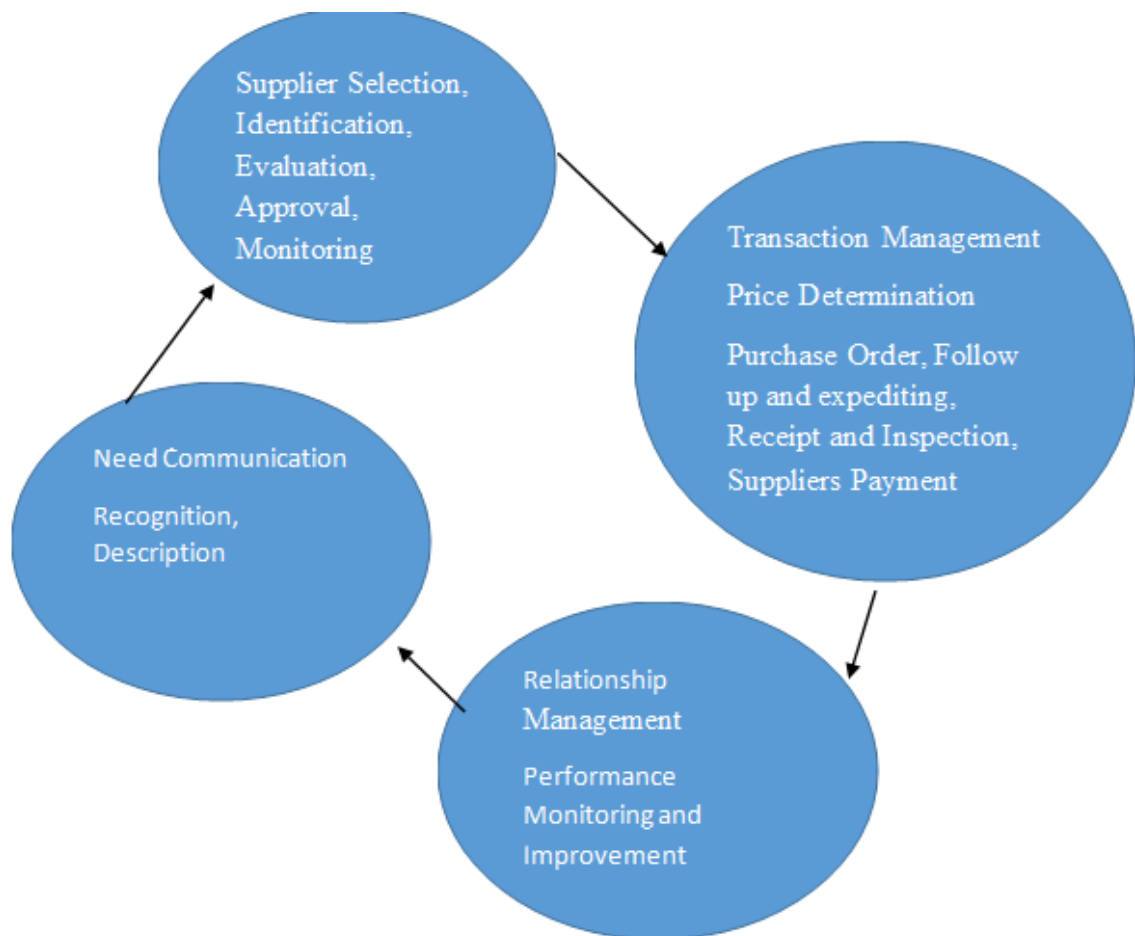 Supplier Selection,
Identification,
Evaluation,
Approval,
Monitoring
Transaction Management
Price Determination
Purchase Order, Follow
up and expediting,
Receipt and Inspection,
Suppliers Payment
Relationship
Management
Performance
Monitoring and
Improvement
Need Communication
Recognition,
Description